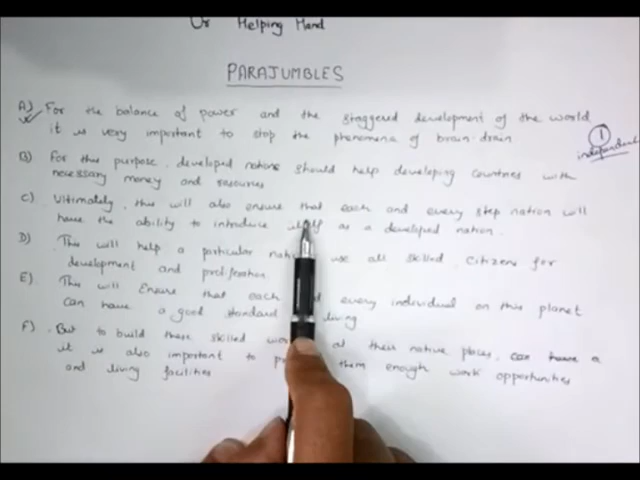 Ur Helping Hand
PARAJUMBLES
A) For the balance of power and the staggered development of the world
it is very important to stop the phenomena of brain-drain
1
independent
B) For this purpose, developed nations should help developing countries with
necessary money and resources
C) Ultimately, this will also ensure that each and every step nation will
have the ability to introduce itself as a developed nation.
D) This will help a particular use all skilled citizens for
development and
E) This will Ensure that each every individual on this planet
can have a good standard living
F) But to build these skilled at their native places, can have a
it is also important to them enough work opportunities
and living facilities